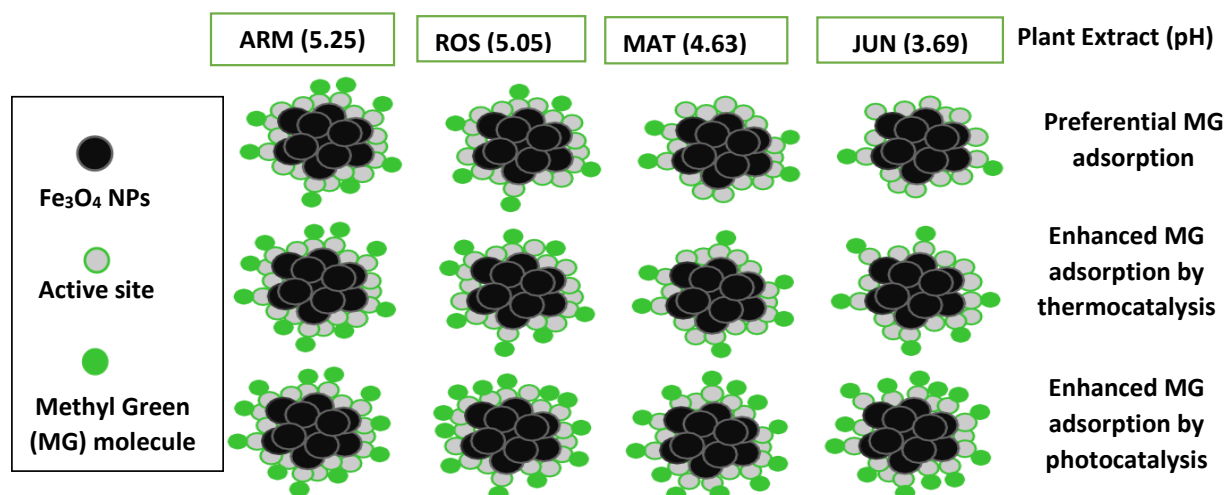 ARM (5.25) ROS (5.05) MAT (4.63) JUN (3.69) Plant Extract (pH)
Fe₃O₄ NPs
Active site
Methyl Green
(MG) molecule
Preferential MG
adsorption
Enhanced MG
adsorption by
thermocatalysis
Enhanced MG
adsorption by
photocatalysis